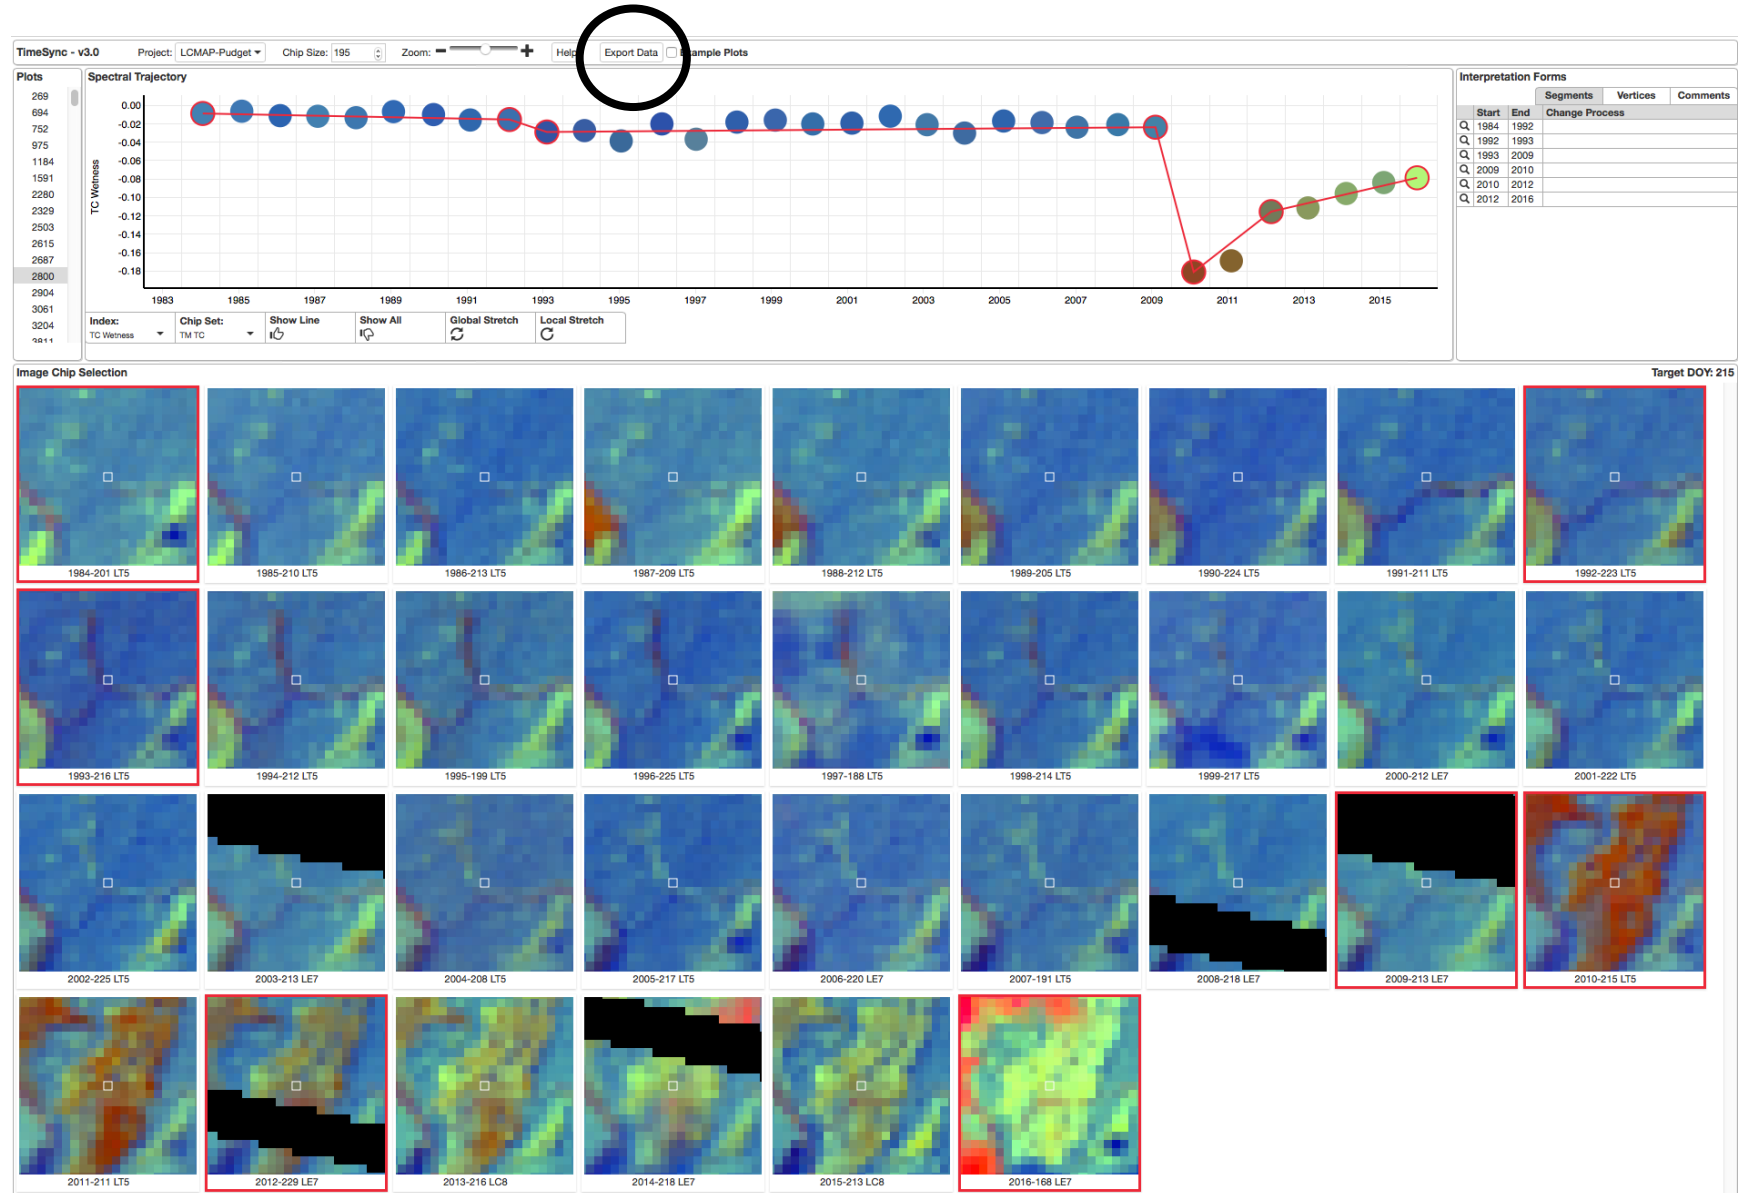 TimeSync - v3.0 Project: LCMAP-Pudget Chip Size: 195 Zoom: Help Export Data Example Plots
Plots
269
694
752
975
1184
1591
2280
2329
2503
2615
2687
2800
2904
3061
3204
3811
Spectral Trajectory
TC Wetness
0.00
-0.02
-0.04
-0.06
-0.08
-0.10
-0.12
-0.14
-0.16
-0.18
1983 1985 1987 1989 1991 1993 1995 1997 1999 2001 2003 2005 2007 2009 2011 2013 2015
Index: Chip Set: Show Line Show All Global Stretch Local Stretch
TC Wetness TM TC
Interpretation Forms
Segments Vertices Comments
Start End Change Process
1984 1992
1992 1993
1993 2009
2009 2010
2010 2012
2012 2016
Image Chip Selection Target DOY: 215
1984-201 LT5 1985-210 LT5 1986-213 LT5 1987-209 LT5 1988-212 LT5 1989-205 LT5 1990-224 LT5 1991-211 LT5 1992-223 LT5
1993-216 LT5 1994-212 LT5 1995-199 LT5 1996-225 LT5 1997-188 LT5 1998-214 LT5 1999-217 LT5 2000-212 LE7 2001-222 LT5
2002-225 LT5 2003-213 LE7 2004-208 LT5 2005-217 LT5 2006-220 LE7 2007-191 LT5 2008-218 LE7 2009-213 LE7 2010-215 LT5
2011-211 LT5 2012-229 LE7 2013-216 LC8 2014-218 LE7 2015-213 LC8 2016-168 LE7